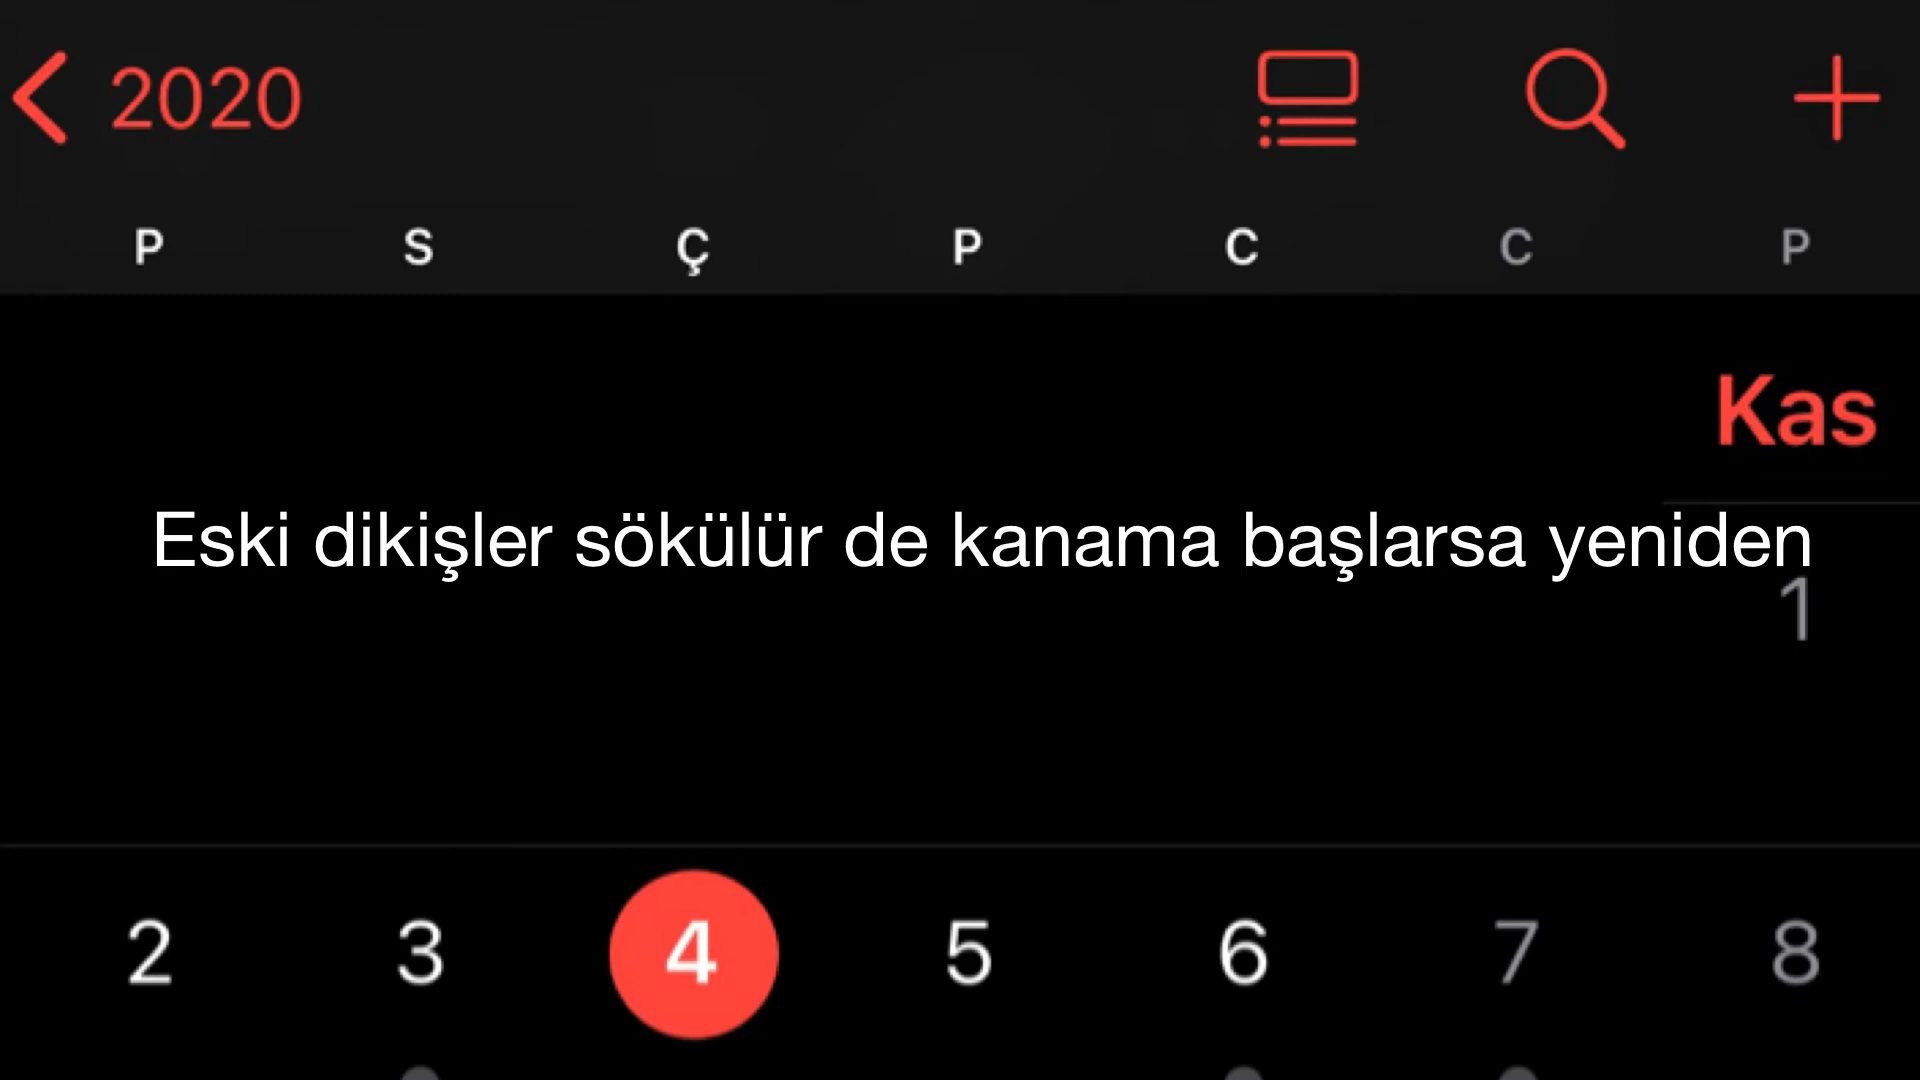 2020
P S Ç P C C P
Kas
Eski dikişler sökülür de kanama başlarsa yeniden
1
2 3 4 5 6 7 8